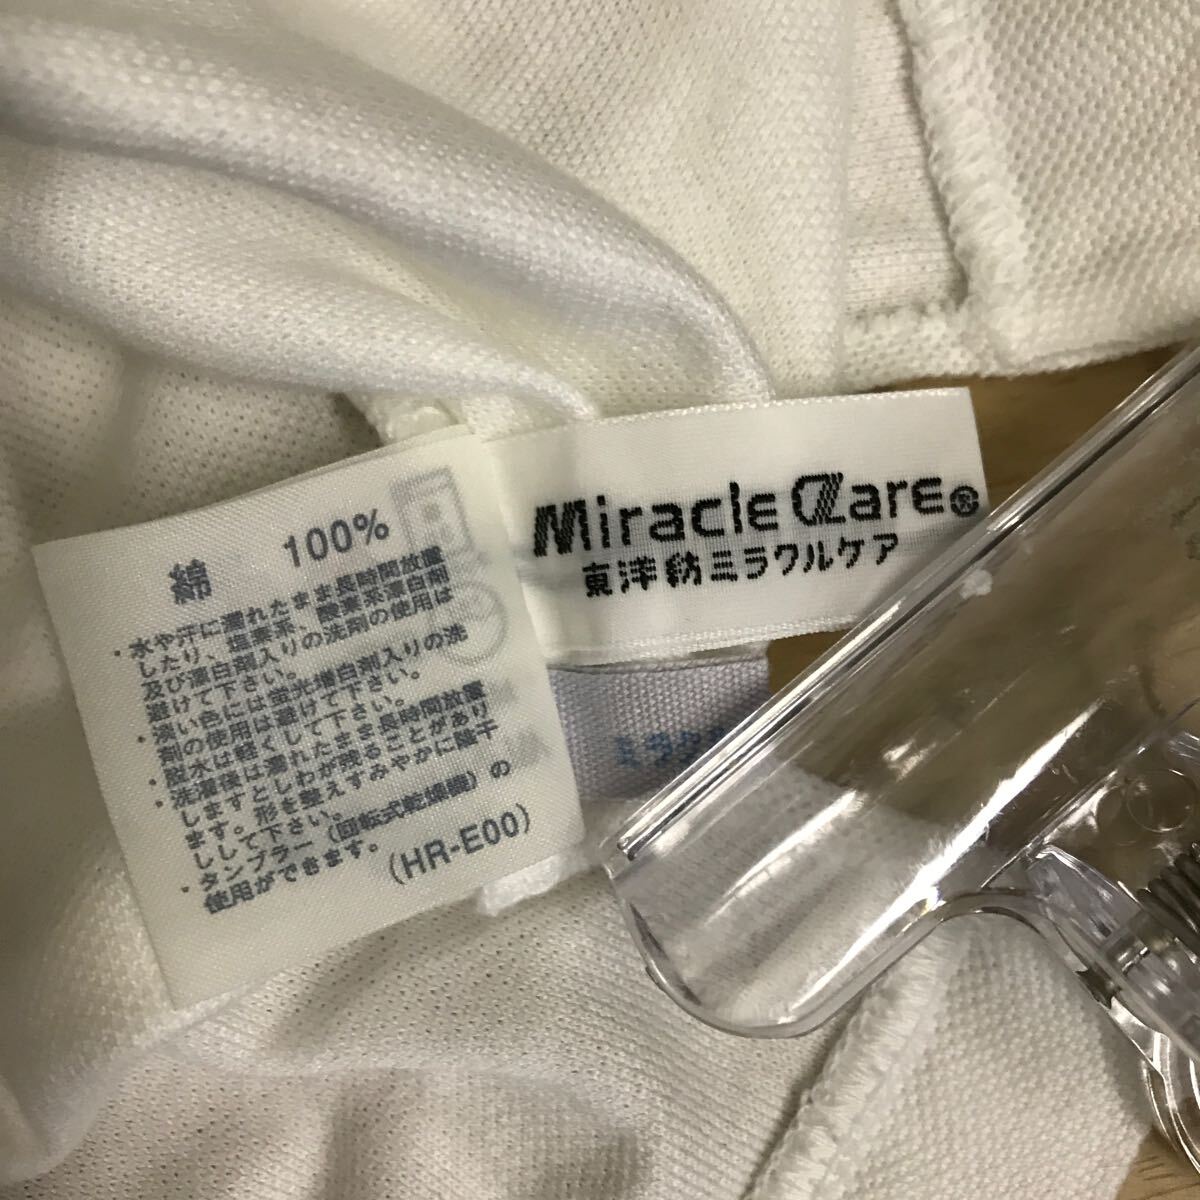 綿 100%
・水や汗に濡れたまま長時間放置
したり、塩素系、酸素系漂白剤
及び漂白剤入りの洗剤の使用は
避けて下さい。
・淡い色には蛍光増白剤入りの洗
剤の使用は避けて下さい。
・脱水は軽くして下さい。
・洗濯後は濡れたまま長時間放置
しますとしわが残ることがあり
ます。形を整えすみやかに陰干
しして下さい。
・タンブラー(回転式乾燥機)の
使用ができます。
(HR-E00)
Miracle Care®
東洋紡ミラクルケア
ミラク